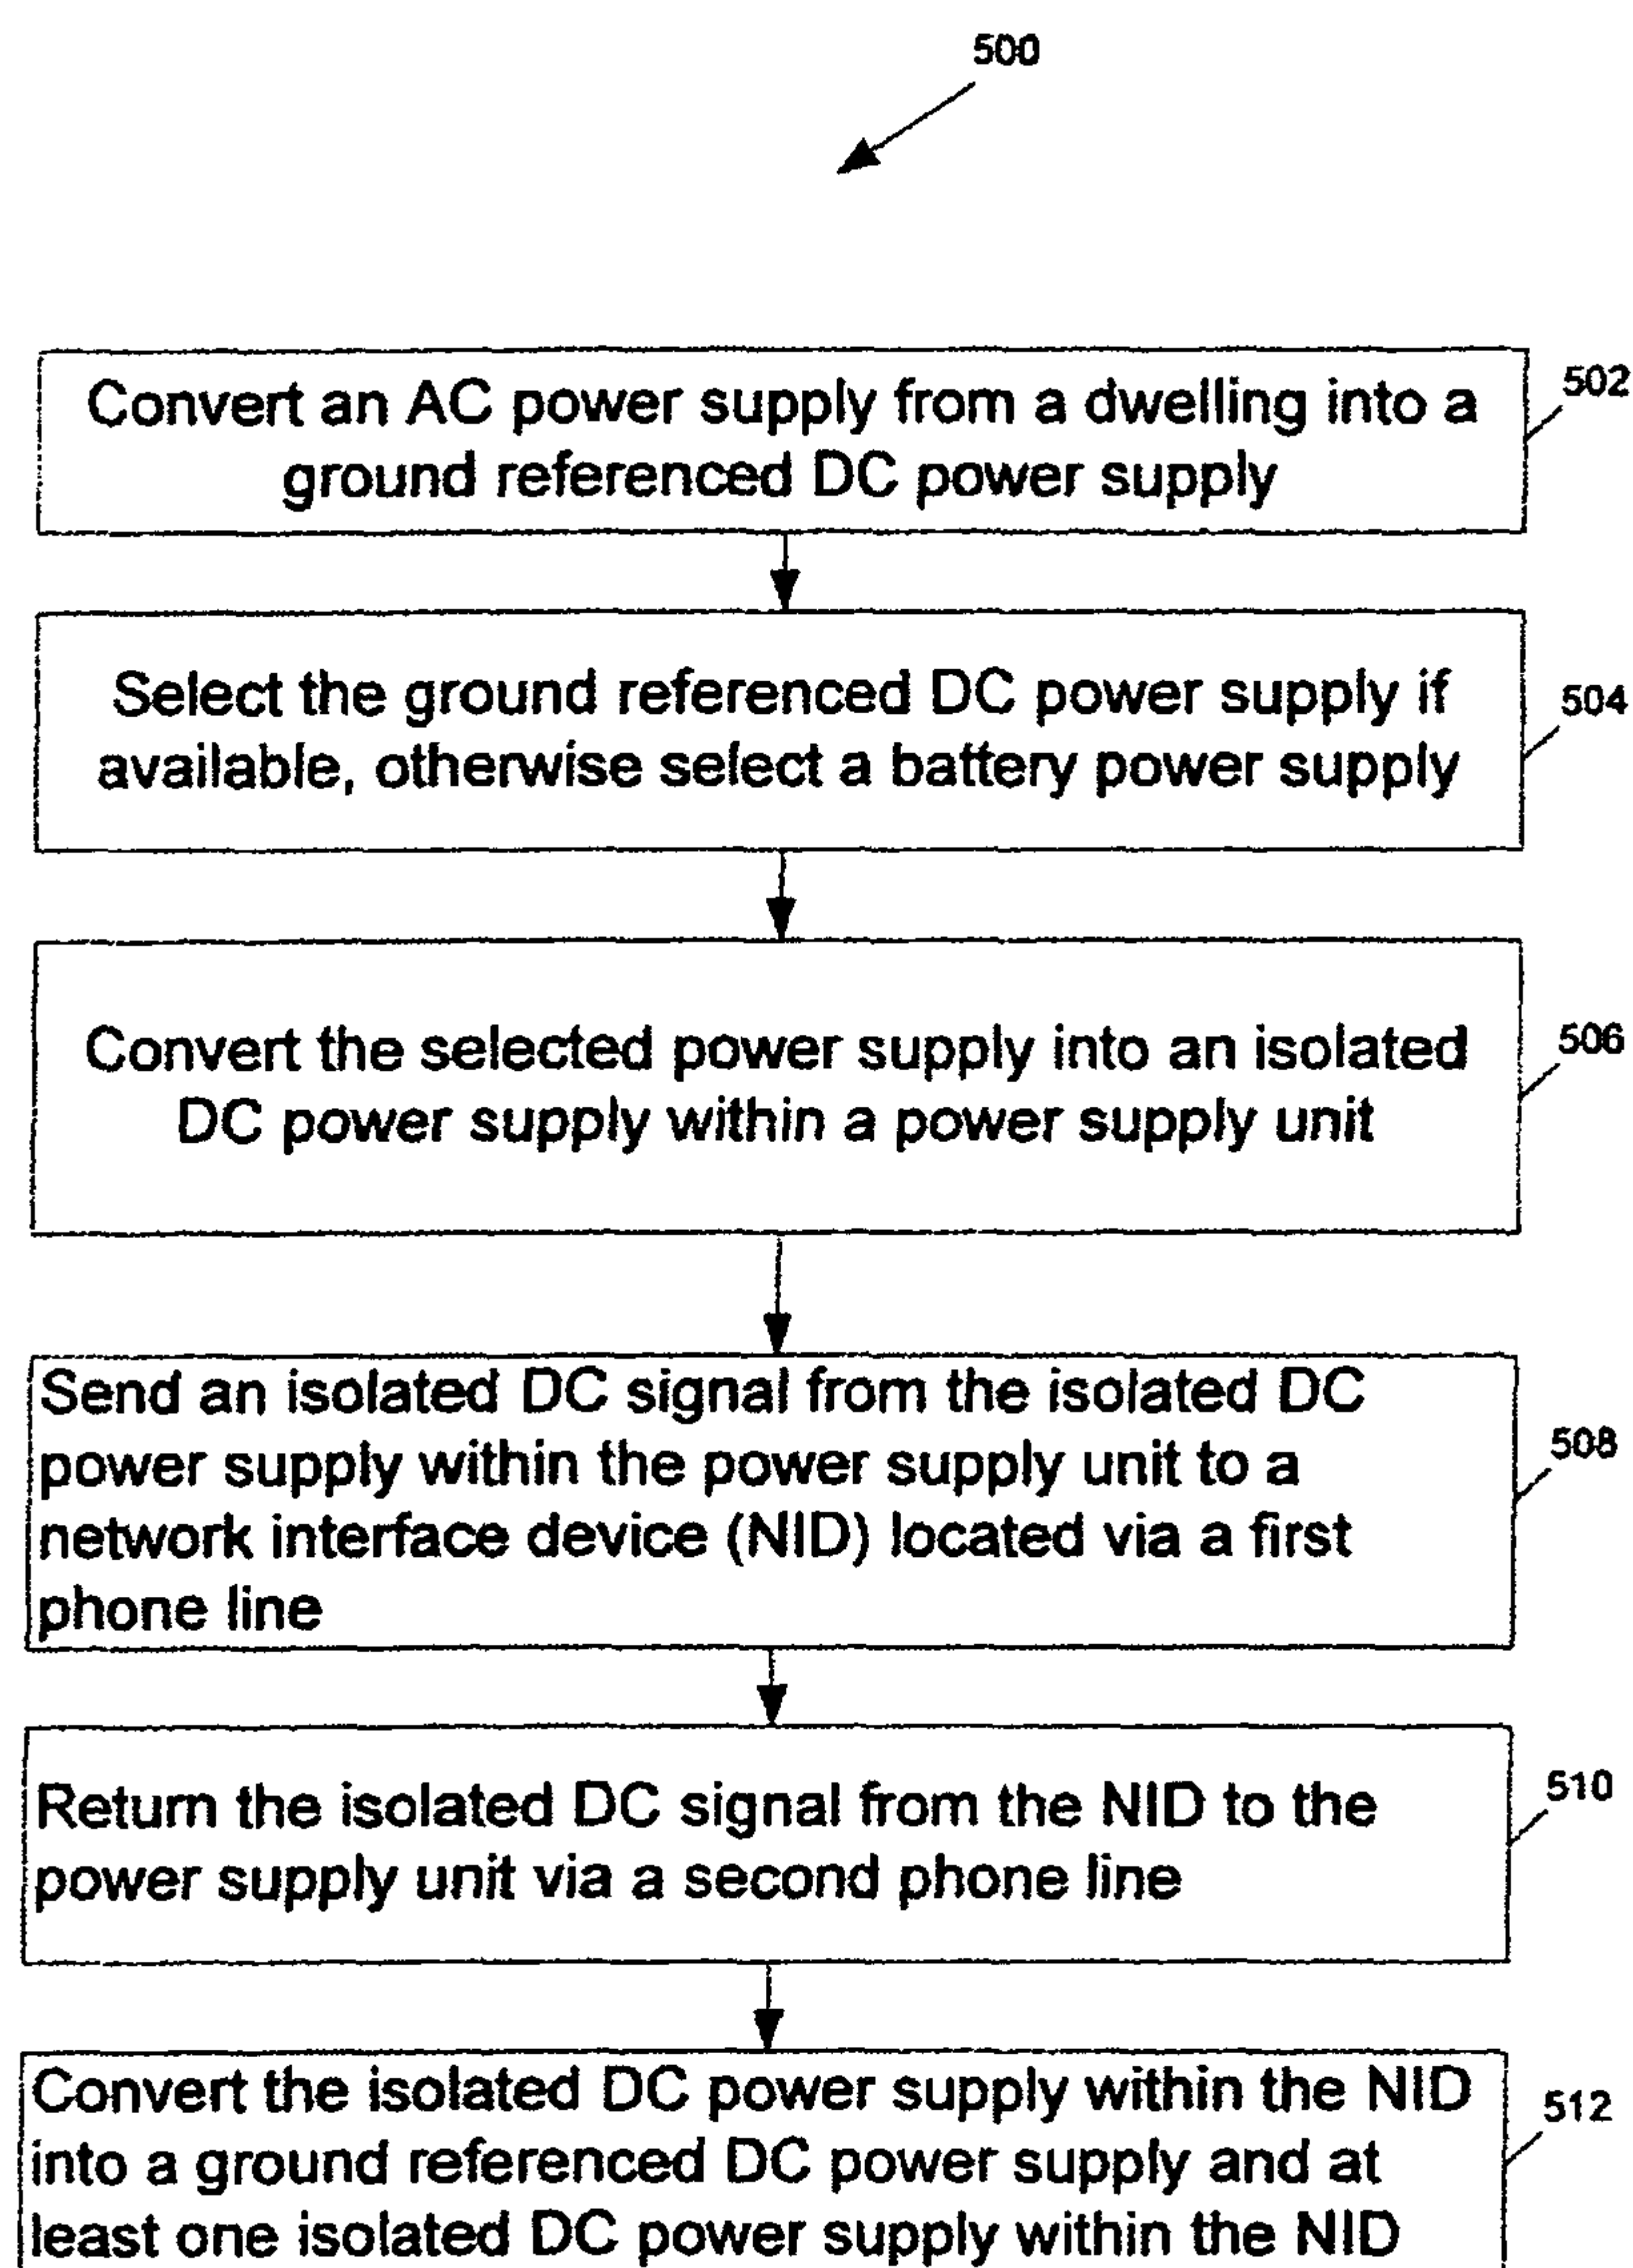 500
Convert an AC power supply from a dwelling into a
ground referenced DC power supply
502
Select the ground referenced DC power supply if
available, otherwise select a battery power supply
504
Convert the selected power supply into an isolated
DC power supply within a power supply unit
506
Send an isolated DC signal from the isolated DC
power supply within the power supply unit to a
network interface device (NID) located via a first
phone line
508
Return the isolated DC signal from the NID to the
power supply unit via a second phone line
510
Convert the isolated DC power supply within the NID
into a ground referenced DC power supply and at
least one isolated DC power supply within the NID
512